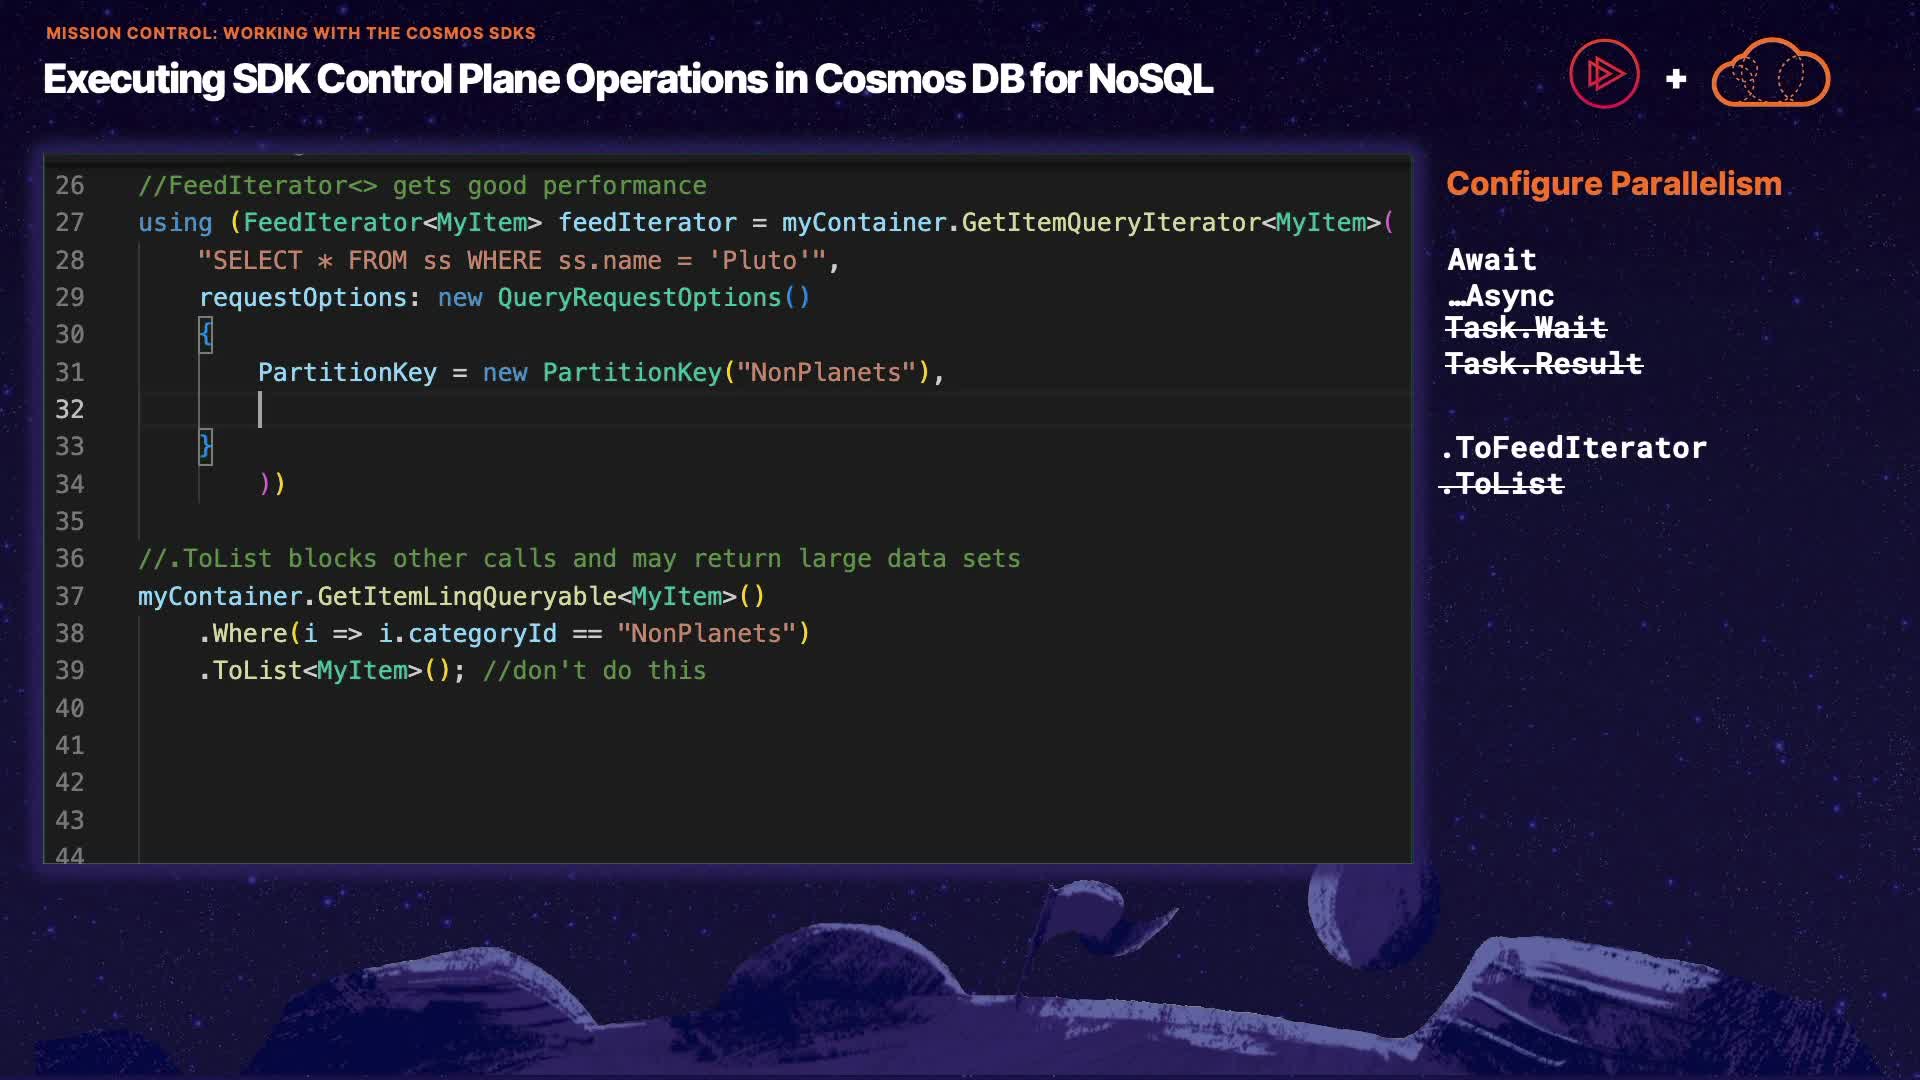 MISSION CONTROL: WORKING WITH THE COSMOS SDKS
Executing SDK Control Plane Operations in Cosmos DB for NoSQL
+
26 //FeedIterator<> gets good performance
27 using (FeedIterator<MyItem> feedIterator = myContainer.GetItemQueryIterator<MyItem>(
28 "SELECT * FROM ss WHERE ss.name = 'Pluto'",
29 requestOptions: new QueryRequestOptions()
30 {
31 PartitionKey = new PartitionKey("NonPlanets"),
32
33 }
34 ))
35
36 //.ToList blocks other calls and may return large data sets
37 myContainer.GetItemLinqQueryable<MyItem>()
38 .Where(i => i.categoryId == "NonPlanets")
39 .ToList<MyItem>(); //don't do this
40
41
42
43
44
Configure Parallelism
Await
…Async
Task.Wait
Task.Result
.ToFeedIterator
.ToList